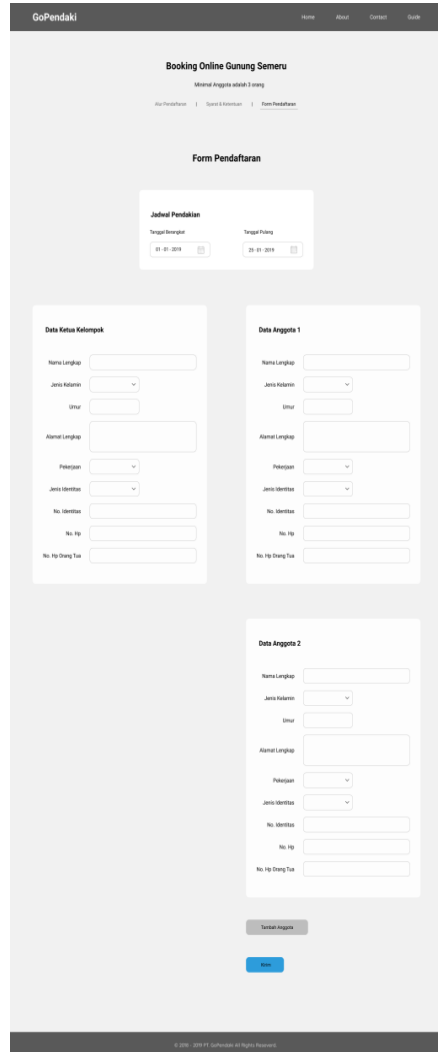 GoPendaki Home About Contact Guide
Booking Online Gunung Semeru
Minimal Anggota adalah 3 orang
Alur Pendaftaran | Syarat & Ketentuan | Form Pendaftaran
Form Pendaftaran
Jadwal Pendakian
Tanggal Berangkat Tanggal Pulang
01 - 01 - 2019 25 - 01 - 2019
Data Ketua Kelompok
Nama Lengkap
Jenis Kelamin
Umur
Alamat Lengkap
Pekerjaan
Jenis Identitas
No. Identitas
No. Hp
No. Hp Orang Tua
Data Anggota 1
Nama Lengkap
Jenis Kelamin
Umur
Alamat Lengkap
Pekerjaan
Jenis Identitas
No. Identitas
No. Hp
No. Hp Orang Tua
Data Anggota 2
Nama Lengkap
Jenis Kelamin
Umur
Alamat Lengkap
Pekerjaan
Jenis Identitas
No. Identitas
No. Hp
No. Hp Orang Tua
Tambah Anggota
Kirim
© 2018 - 2019 PT. GoPendaki All Rights Reserved.